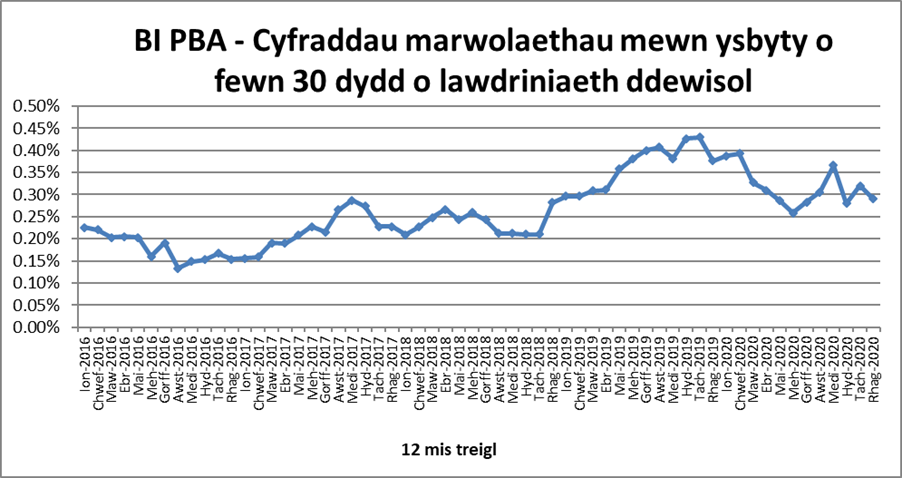 BI PBA - Cyfraddau marwolaethau mewn ysbyty o
fewn 30 dydd o lawdriniaeth ddewisol
0.50%
0.45%
0.40%
0.35%
0.30%
0.25%
0.20%
0.15%
0.10%
0.05%
0.00%
Ion-2016
Chwef-2016
Maw-2016
Ebr-2016
Mai-2016
Meh-2016
Gorff-2016
Awst-2016
Medi-2016
Hyd-2016
Tach-2016
Rhag-2016
Ion-2017
Chwef-2017
Maw-2017
Ebr-2017
Mai-2017
Meh-2017
Gorff-2017
Awst-2017
Medi-2017
Hyd-2017
Tach-2017
Rhag-2017
Ion-2018
Chwef-2018
Maw-2018
Ebr-2018
Mai-2018
Meh-2018
Gorff-2018
Awst-2018
Medi-2018
Hyd-2018
Tach-2018
Rhag-2018
Ion-2019
Chwef-2019
Maw-2019
Ebr-2019
Mai-2019
Meh-2019
Gorff-2019
Awst-2019
Medi-2019
Hyd-2019
Tach-2019
Rhag-2019
Ion-2020
Chwef-2020
Maw-2020
Ebr-2020
Mai-2020
Meh-2020
Gorff-2020
Awst-2020
Medi-2020
Hyd-2020
Tach-2020
Rhag-2020
12 mis treigl